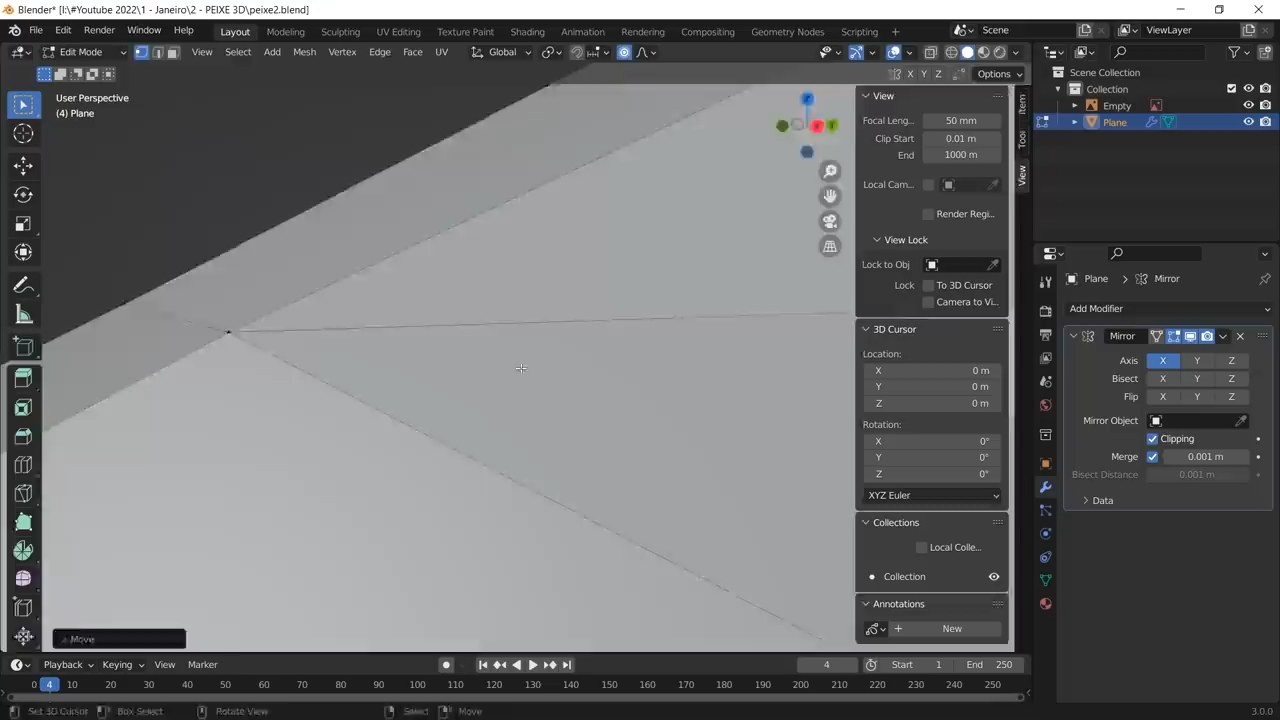 Blender* [I:\#Youtube 2022\1 - Janeiro\2 - PEIXE 3D\peixe2.blend]
File Edit Render Window Help Layout Modeling Sculpting UV Editing Texture Paint Shading Animation Rendering Compositing Geometry Nodes Scripting Scene ViewLayer
Edit Mode View Select Add Mesh Vertex Edge Face UV Global
X Y Z Options
User Perspective
(4) Plane
View
Focal Leng... 50 mm
Clip Start 0.01 m
End 1000 m
Local Cam...
Render Regi...
View Lock
Lock to Obj
Lock To 3D Cursor
Camera to Vi...
3D Cursor
Location:
X 0 m
Y 0 m
Z 0 m
Rotation:
X 0°
Y 0°
Z 0°
XYZ Euler
Collections
Local Colle...
Collection
Annotations
New
Item
Tool
View
Scene Collection
Collection
Empty
Plane
Plane Mirror
Add Modifier
Mirror
Axis X Y Z
Bisect X Y Z
Flip X Y Z
Mirror Object
Clipping
Merge 0.001 m
Bisect Distance 0.001 m
Data
Move
Playback Keying View Marker 4 Start 1 End 250
0 4 10 20 30 40 50 60 70 80 90 100 110 120 130 140 150 160 170 180 190 200 210 220 230 240 250
Set 3D Cursor Box Select Rotate View Select Move 3.0.0